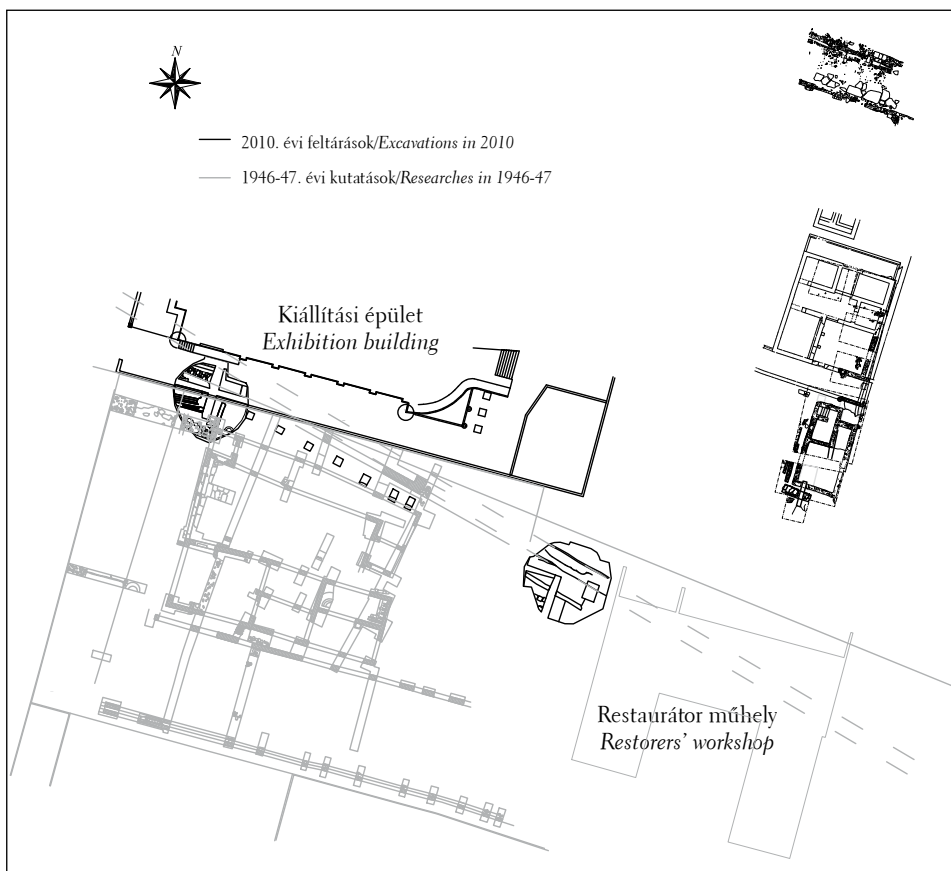 N
2010. évi feltárások/Excavations in 2010
1946-47. évi kutatások/Researches in 1946-47
Kiállítási épület
Exhibition building
Restaurátor műhely
Restorers' workshop